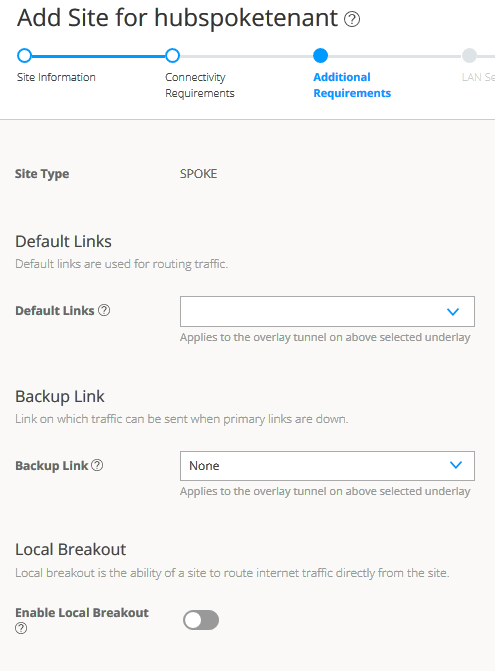 Add Site for hubspoketenant ?
Site Information
Connectivity
Requirements
Additional
Requirements
LAN Se
Site Type
SPOKE
Default Links
Default links are used for routing traffic.
Default Links ?
Applies to the overlay tunnel on above selected underlay
Backup Link
Link on which traffic can be sent when primary links are down.
Backup Link ?
None
Applies to the overlay tunnel on above selected underlay
Local Breakout
Local breakout is the ability of a site to route internet traffic directly from the site.
Enable Local Breakout
?